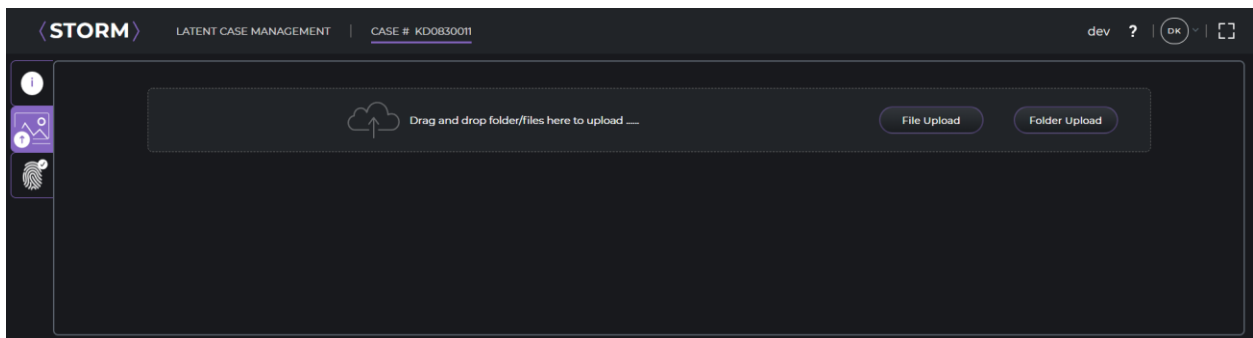 〈STORM〉 LATENT CASE MANAGEMENT | CASE # KD0830011 dev ? | DK |
i
Drag and drop folder/files here to upload ..... File Upload Folder Upload